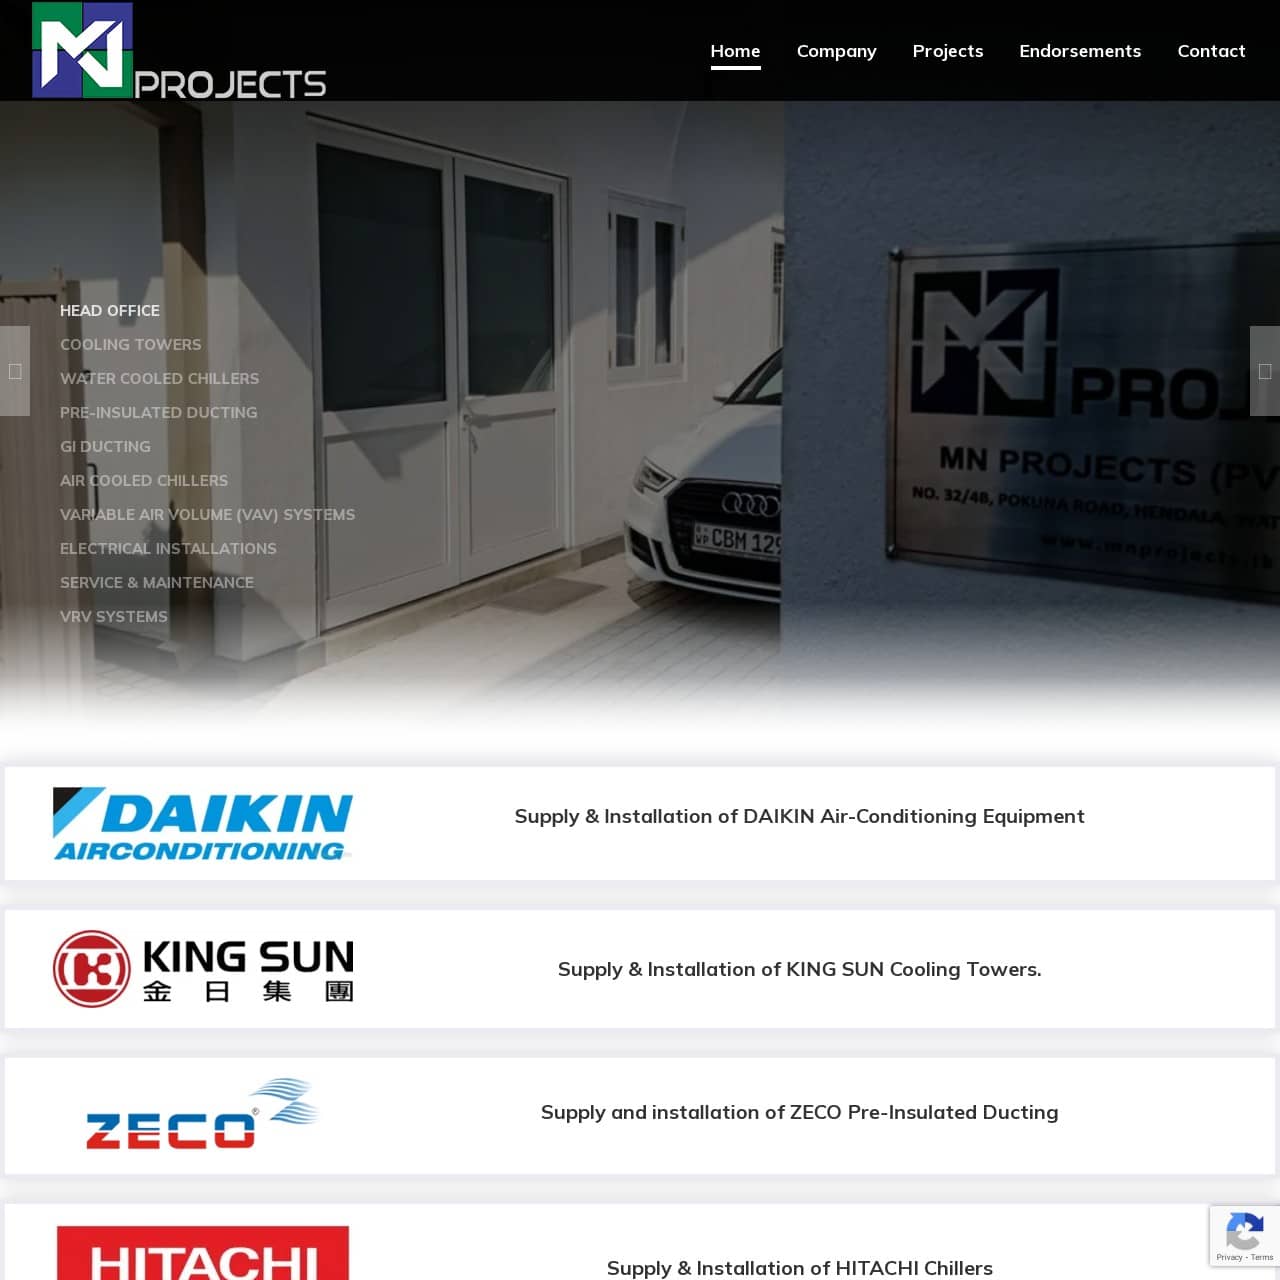 PROJECTS
Home
Company
Projects
Endorsements
Contact
HEAD OFFICE
COOLING TOWERS
WATER COOLED CHILLERS
PRE-INSULATED DUCTING
GI DUCTING
AIR COOLED CHILLERS
VARIABLE AIR VOLUME (VAV) SYSTEMS
ELECTRICAL INSTALLATIONS
SERVICE & MAINTENANCE
VRV SYSTEMS
WP CBM 129
MN PROJECTS (PV
NO. 32/4B, POKUNA ROAD, HENDALA, WAT
www.mnprojects.
DAIKIN
AIRCONDITIONING
Supply & Installation of DAIKIN Air-Conditioning Equipment
KING SUN
金日集團
Supply & Installation of KING SUN Cooling Towers.
ZECO®
Supply and installation of ZECO Pre-Insulated Ducting
HITACHI
Supply & Installation of HITACHI Chillers
Privacy - Terms